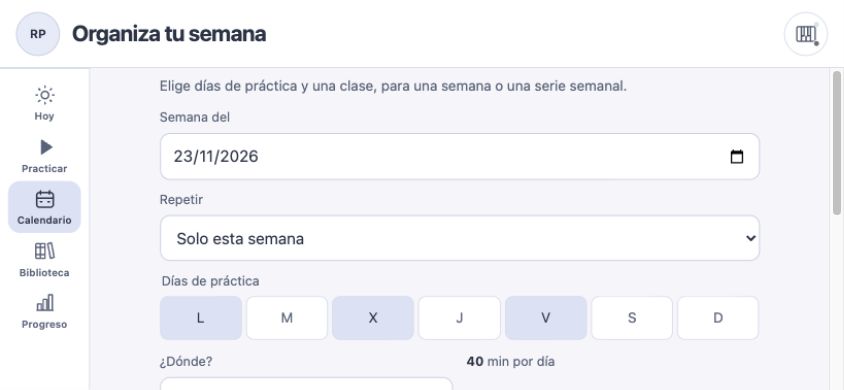 RP Organiza tu semana
Elige días de práctica y una clase, para una semana o una serie semanal.
Semana del
23/11/2026
Repetir
Solo esta semana
Días de práctica
L M X J V S D
¿Dónde? 40 min por día
Hoy
Practicar
Calendario
Biblioteca
Progreso